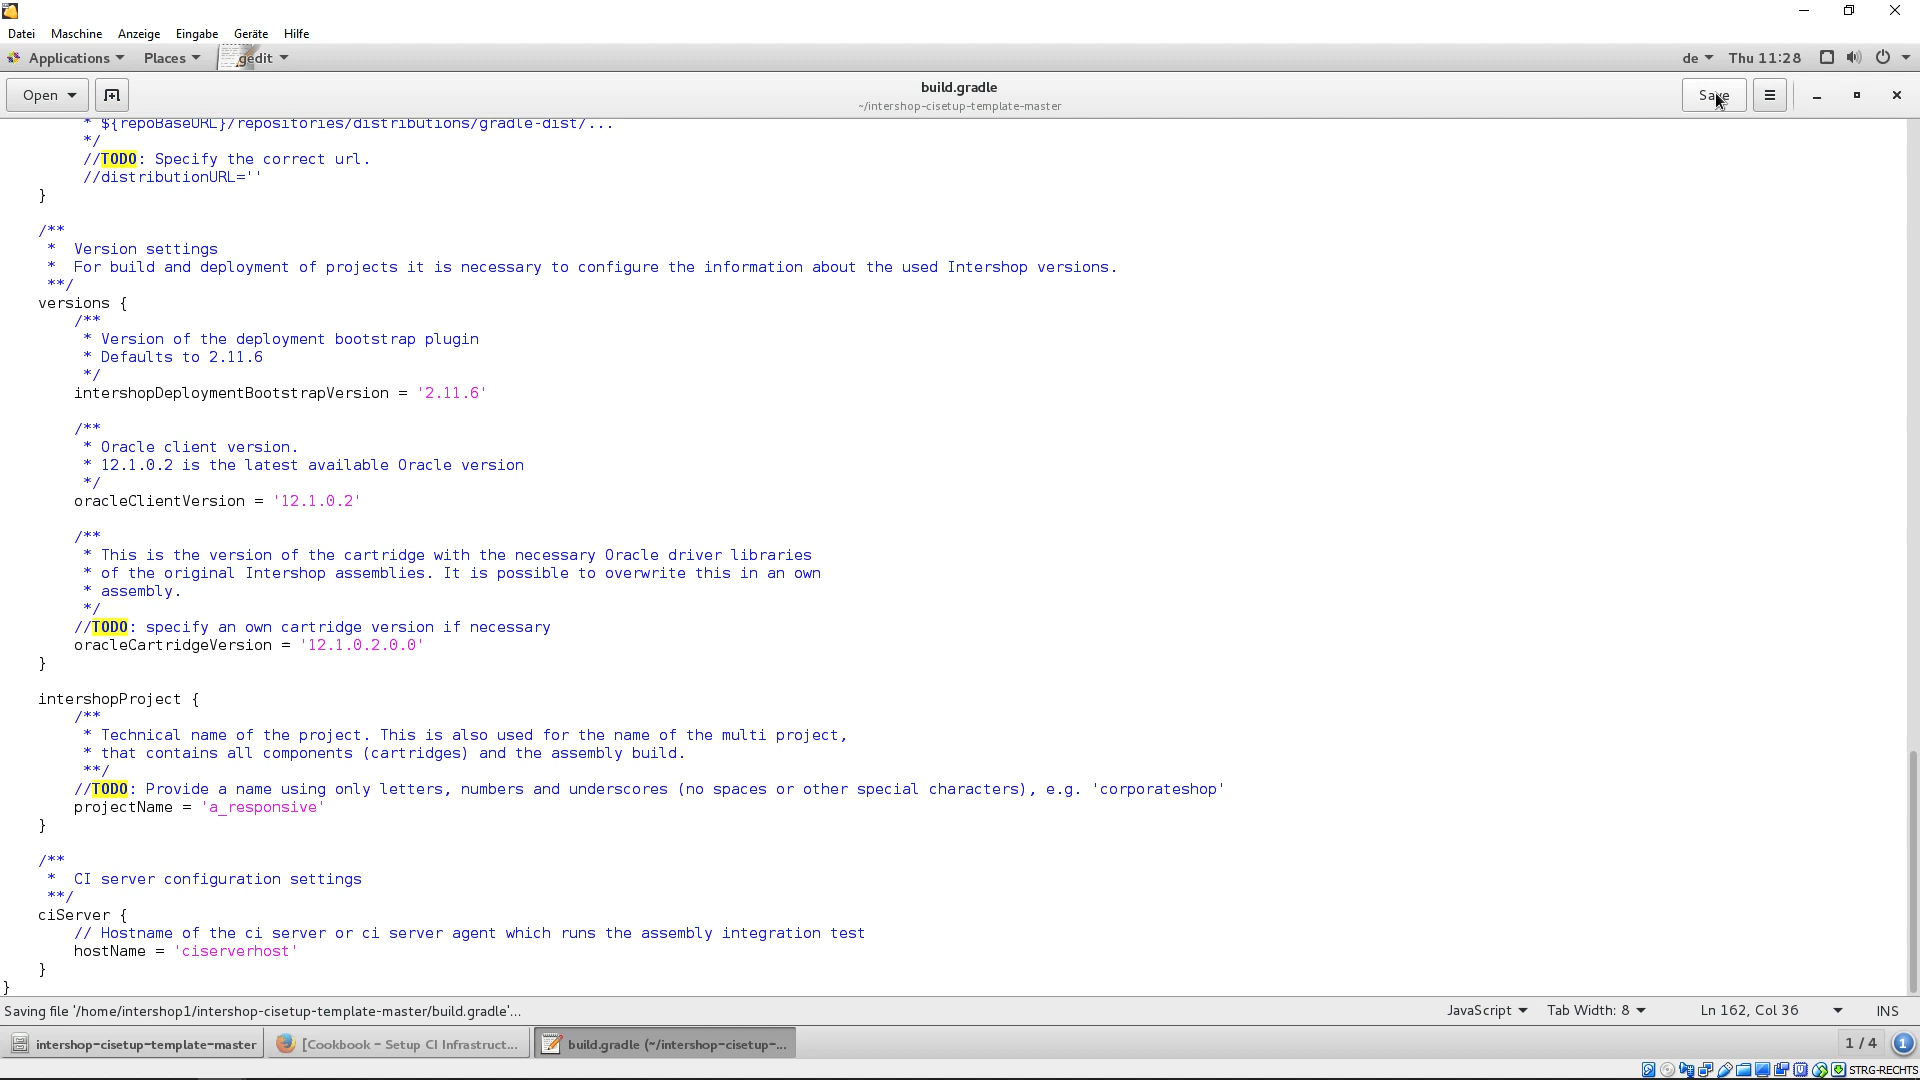 Datei Maschine Anzeige Eingabe Geräte Hilfe
Applications Places gedit de Thu 11:28
Open build.gradle Save
~/intershop-cisetup-template-master
* ${repoBaseURL}/repositories/distributions/gradle-dist/...
*/
//TODO: Specify the correct url.
//distributionURL=''
}
/**
* Version settings
* For build and deployment of projects it is necessary to configure the information about the used Intershop versions.
**/
versions {
/**
* Version of the deployment bootstrap plugin
* Defaults to 2.11.6
*/
intershopDeploymentBootstrapVersion = '2.11.6'
/**
* Oracle client version.
* 12.1.0.2 is the latest available Oracle version
*/
oracleClientVersion = '12.1.0.2'
/**
* This is the version of the cartridge with the necessary Oracle driver libraries
* of the original Intershop assemblies. It is possible to overwrite this in an own
* assembly.
*/
//TODO: specify an own cartridge version if necessary
oracleCartridgeVersion = '12.1.0.2.0.0'
}
intershopProject {
/**
* Technical name of the project. This is also used for the name of the multi project,
* that contains all components (cartridges) and the assembly build.
**/
//TODO: Provide a name using only letters, numbers and underscores (no spaces or other special characters), e.g. 'corporateshop'
projectName = 'a_responsive'
}
/**
* CI server configuration settings
**/
ciServer {
// Hostname of the ci server or ci server agent which runs the assembly integration test
hostName = 'ciserverhost'
}
}
Saving file '/home/intershop1/intershop-cisetup-template-master/build.gradle'... JavaScript Tab Width: 8 Ln 162, Col 36 INS
intershop-cisetup-template-master [Cookbook - Setup CI Infrastruct... build.gradle (~/intershop-cisetup-... 1 / 4 1
STRG-RECHTS